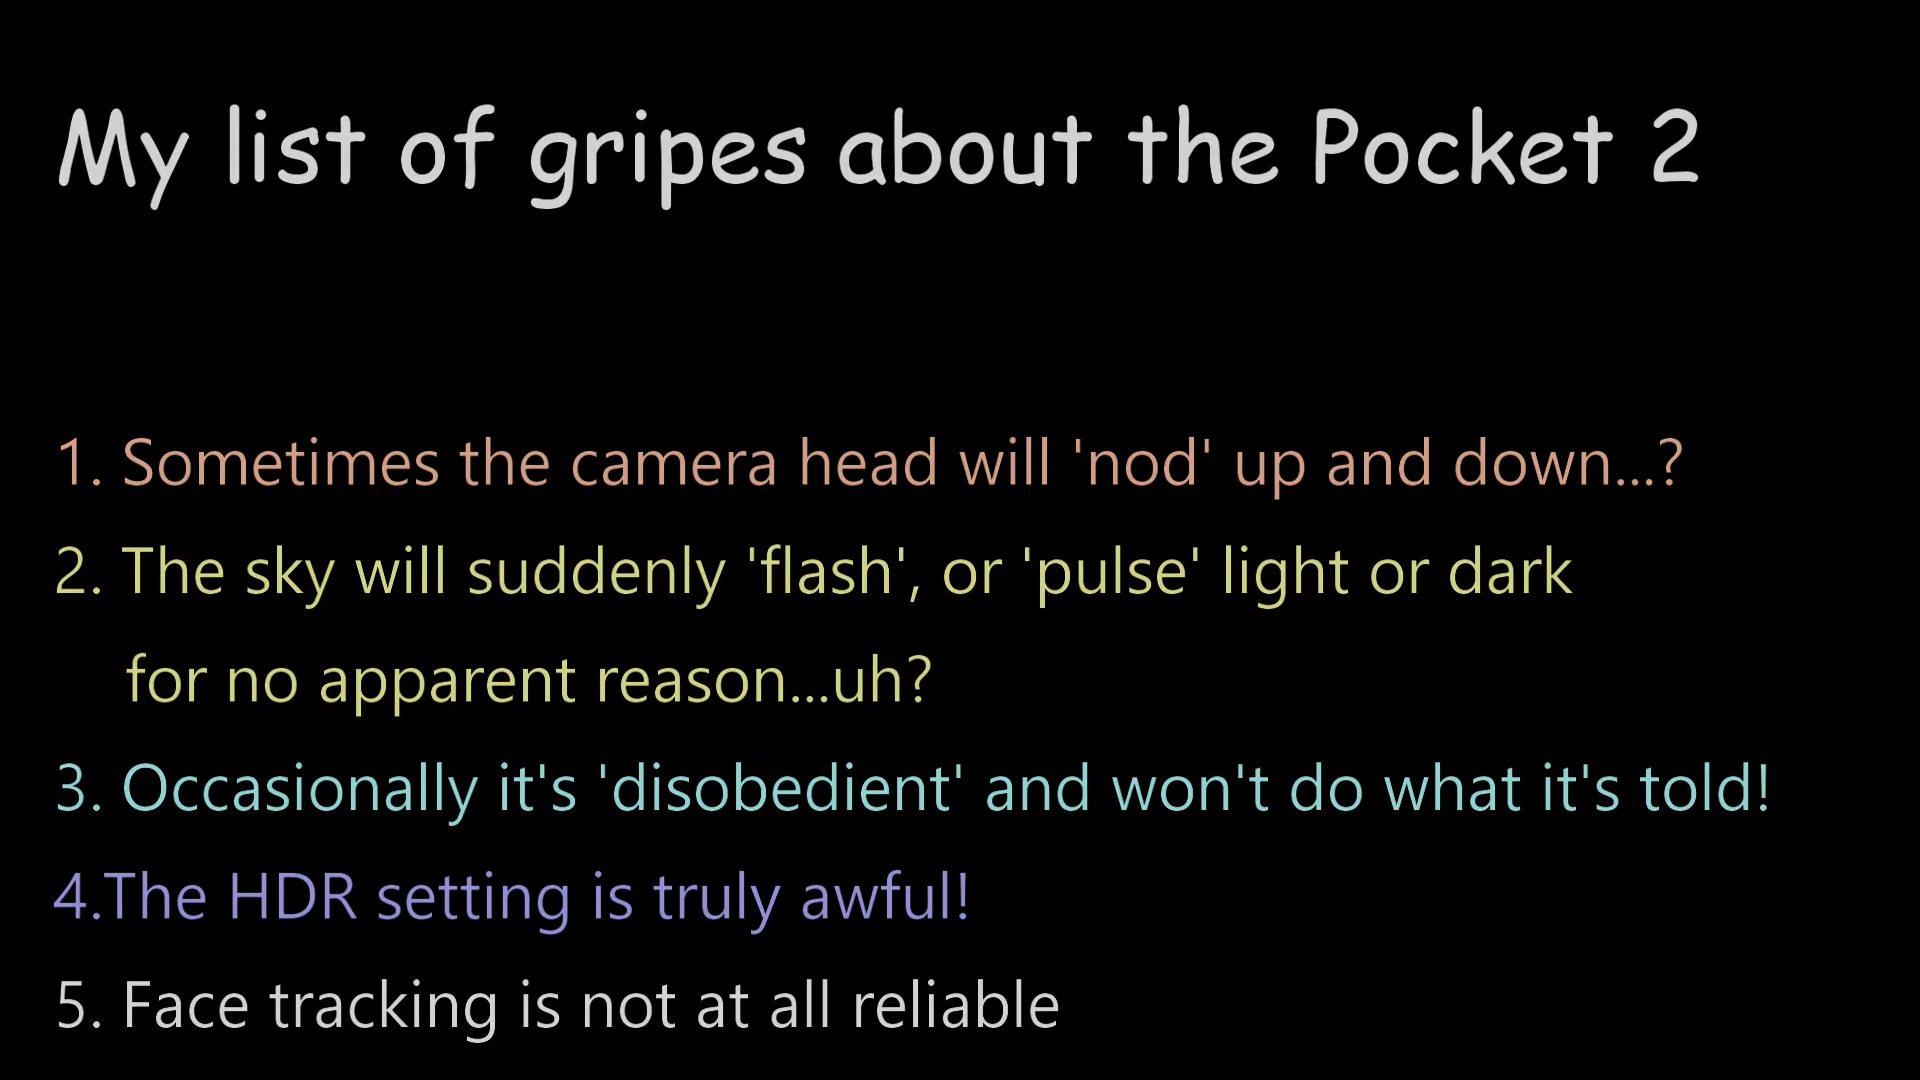 My list of gripes about the Pocket 2
1. Sometimes the camera head will 'nod' up and down...?
2. The sky will suddenly 'flash', or 'pulse' light or dark
for no apparent reason...uh?
3. Occasionally it's 'disobedient' and won't do what it's told!
4.The HDR setting is truly awful!
5. Face tracking is not at all reliable